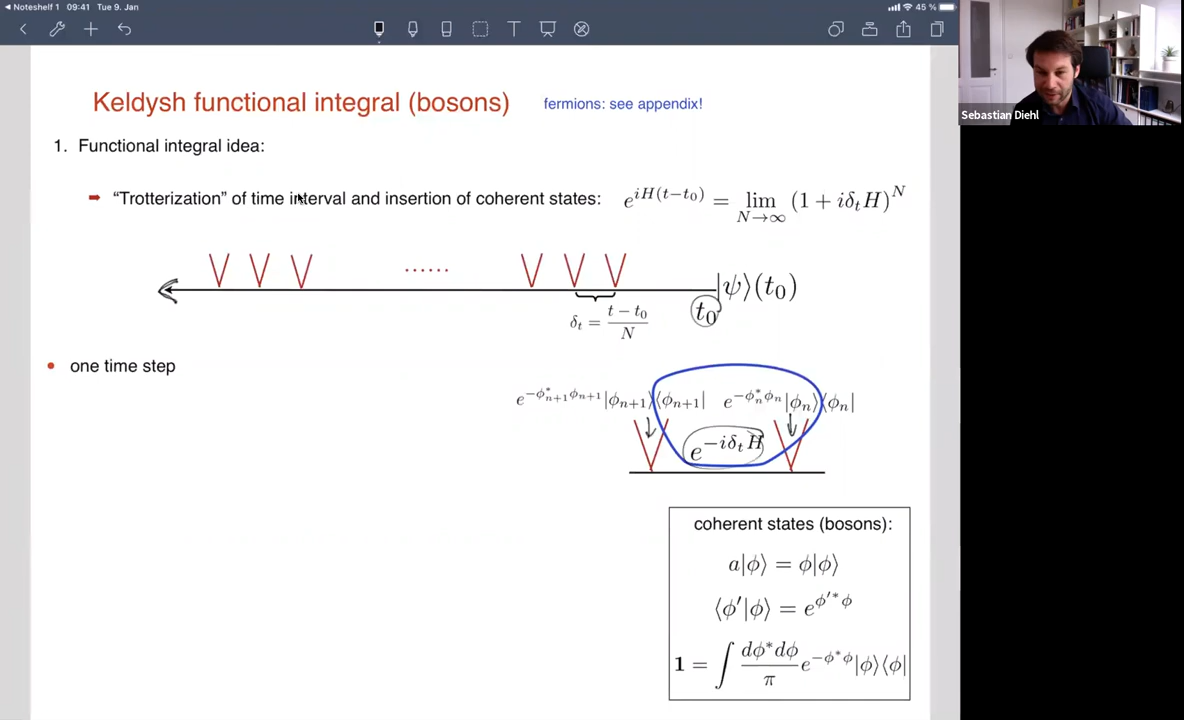 Noteshelf 1 09:41 Tue 9. Jan 45 %
Sebastian Diehl
Keldysh functional integral (bosons) fermions: see appendix!
1. Functional integral idea:
"Trotterization" of time interval and insertion of coherent states: e^{iH(t−t_0)} = lim_{N→∞} (1 + iδ_t H)^N
...... |ψ⟩(t_0)
t_0
δ_t = \frac{t − t_0}{N}
• one time step
e^{−ϕ*_{n+1}ϕ_{n+1}}|ϕ_{n+1}⟩⟨ϕ_{n+1}| e^{−ϕ*_nϕ_n}|ϕ_n⟩⟨ϕ_n|
e^{−iδ_t H}
coherent states (bosons):
a|ϕ⟩ = ϕ|ϕ⟩
⟨ϕ′|ϕ⟩ = e^{ϕ′*ϕ}
1 = ∫ \frac{dϕ*dϕ}{π} e^{−ϕ*ϕ}|ϕ⟩⟨ϕ|